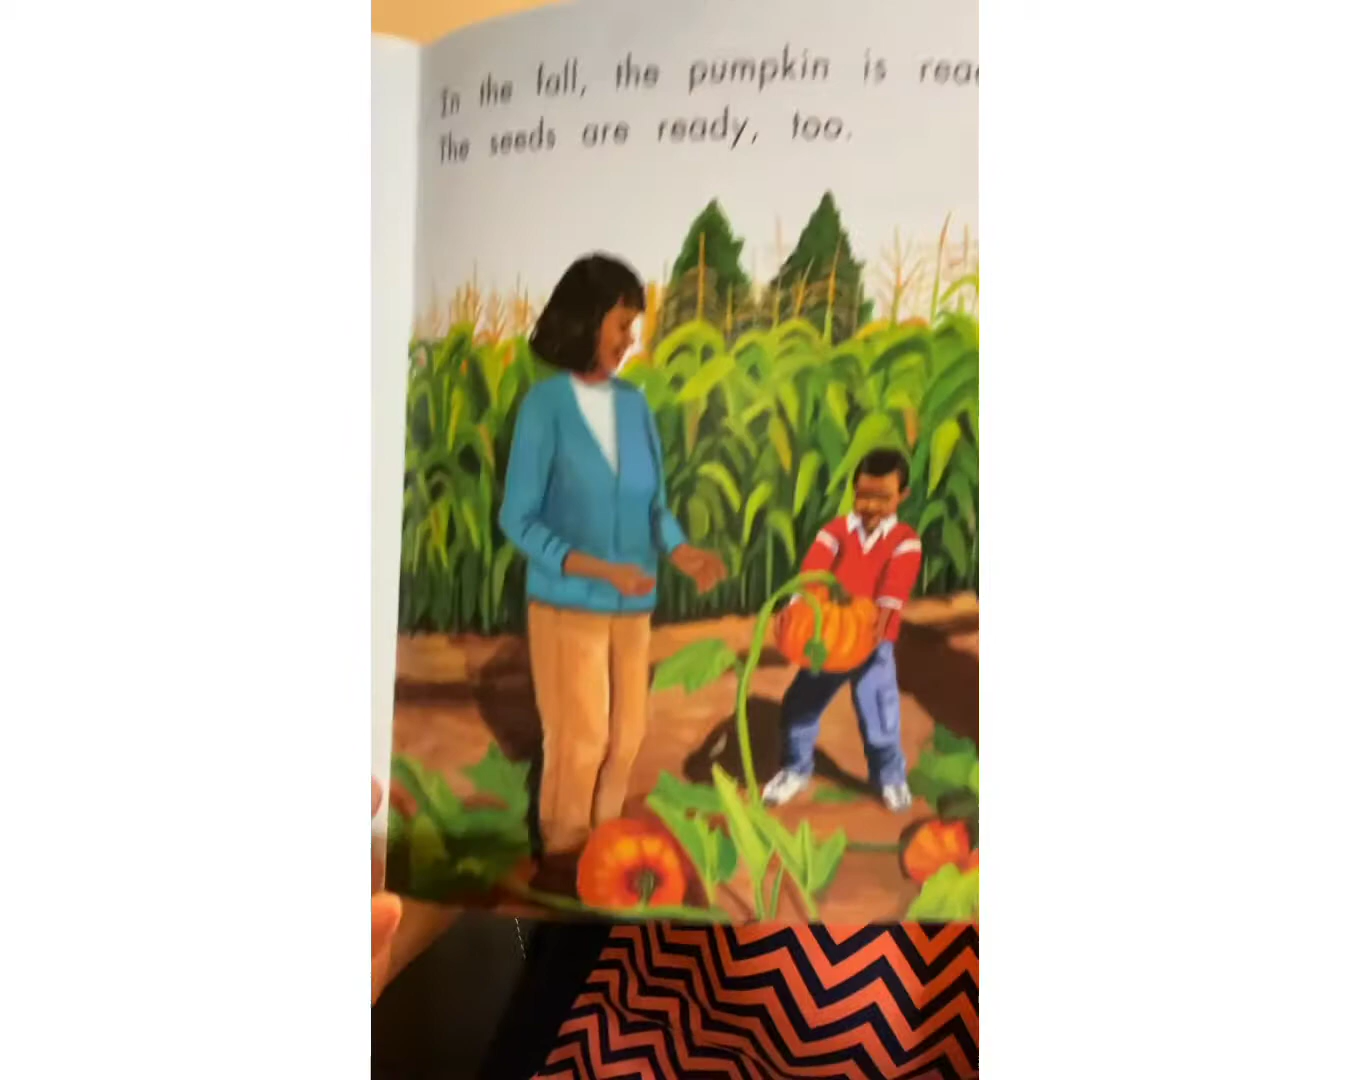 In the fall, the pumpkin is
The seeds are ready, too.